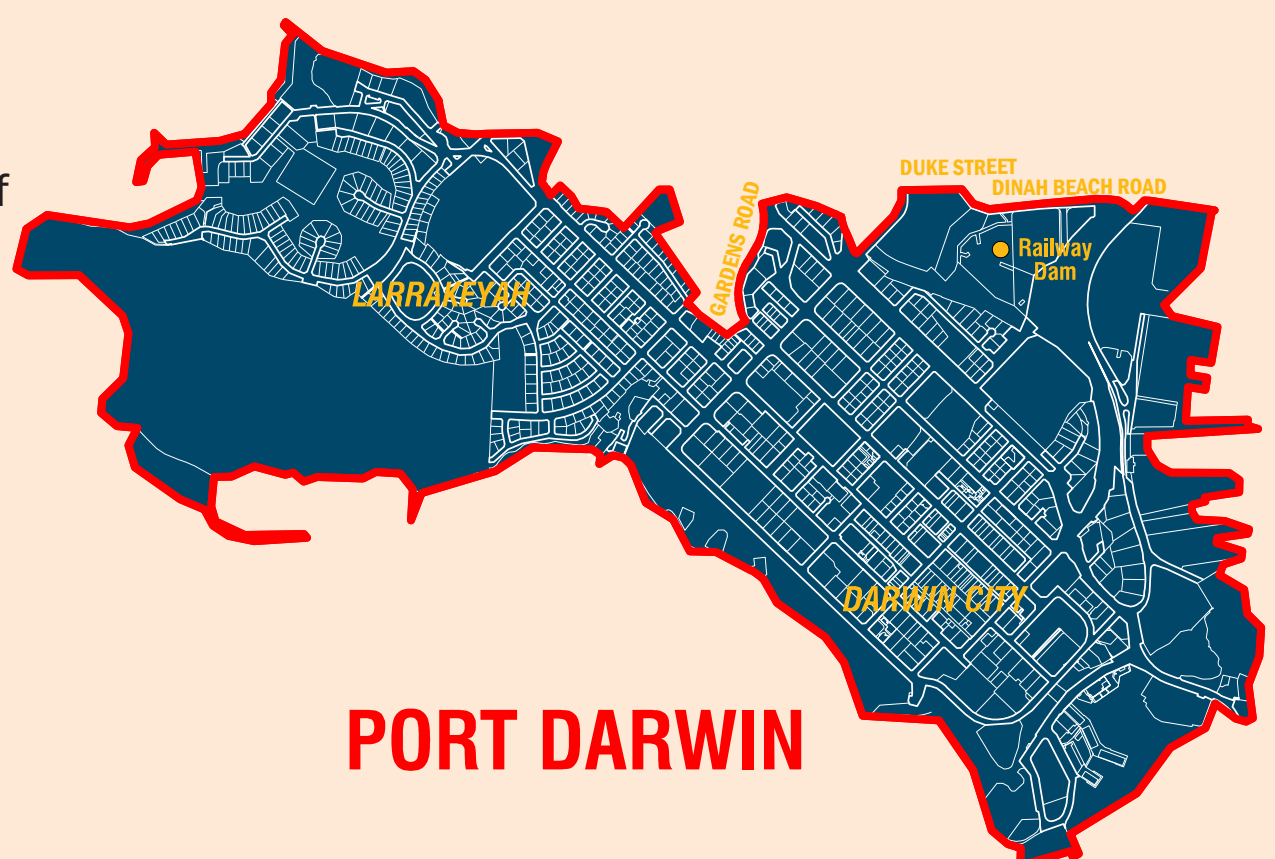 f
DUKE STREET
DINAH BEACH ROAD
GARDENS ROAD
Railway
Dam
LARRAKEYAH
DARWIN CITY
PORT DARWIN